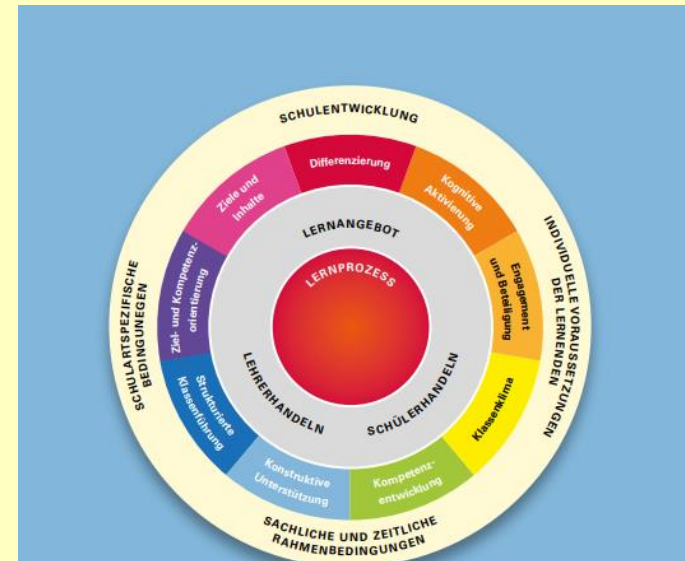 SCHULENTWICKLUNG
Differenzierung
Ziele und
Inhalte
Kognitive
Aktivierung
LERNANGEBOT
LERNPROZESS
INDIVIDUELLE VORAUSSETZUNGEN
DER LERNENDEN
Engagement
und Beteiligung
SCHULARTSPEZIFISCHE
BEDINGUNEGEN
Ziel- und Kompetenz-
orientierung
LEHRERHANDELN
SCHÜLERHANDELN
Strukturierte
Klassenführung
Klassenklima
Konstruktive
Unterstützung
Kompetenz-
entwicklung
SACHLICHE UND ZEITLICHE
RAHMENBEDINGUNGEN